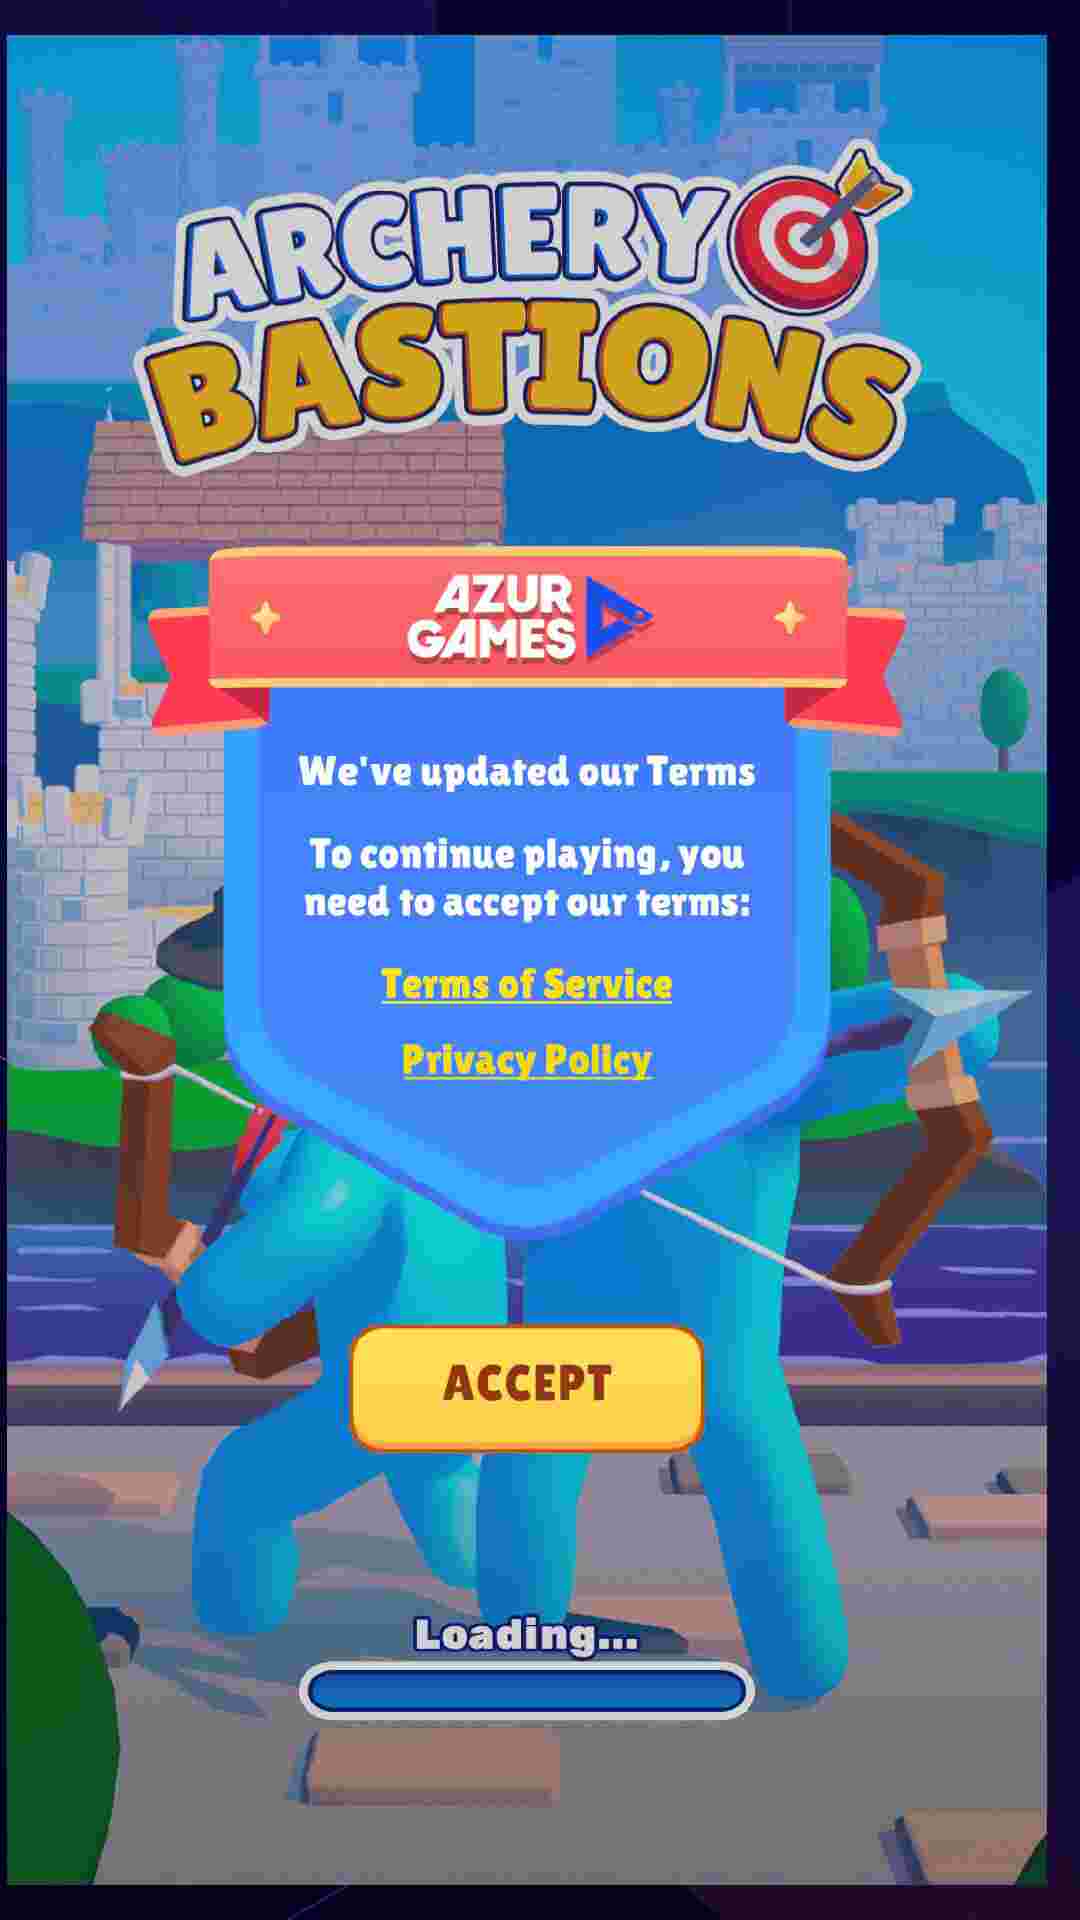 ARCHERY
BASTIONS
AZUR
GAMES
We've updated our Terms
To continue playing, you
need to accept our terms:
Terms of Service
Privacy Policy
ACCEPT
Loading...